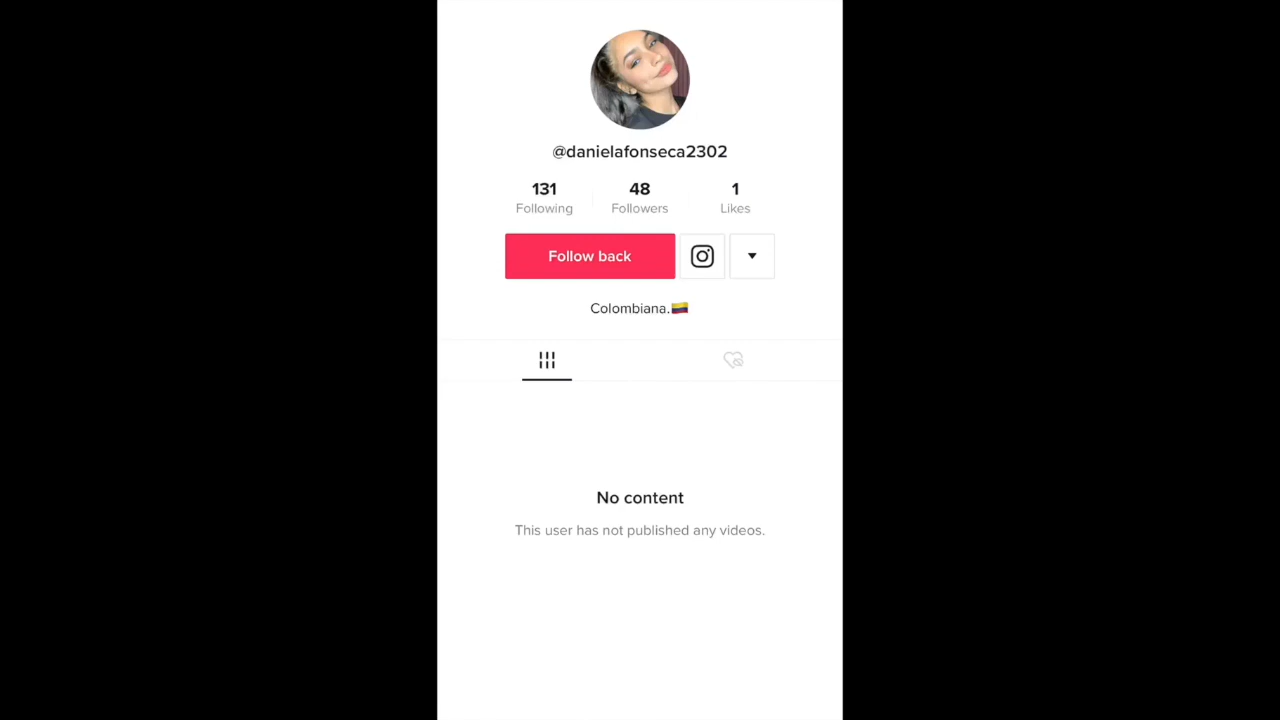 @danielafonseca2302
131 48 1
Following Followers Likes
Follow back
Colombiana.🇨🇴
No content
This user has not published any videos.